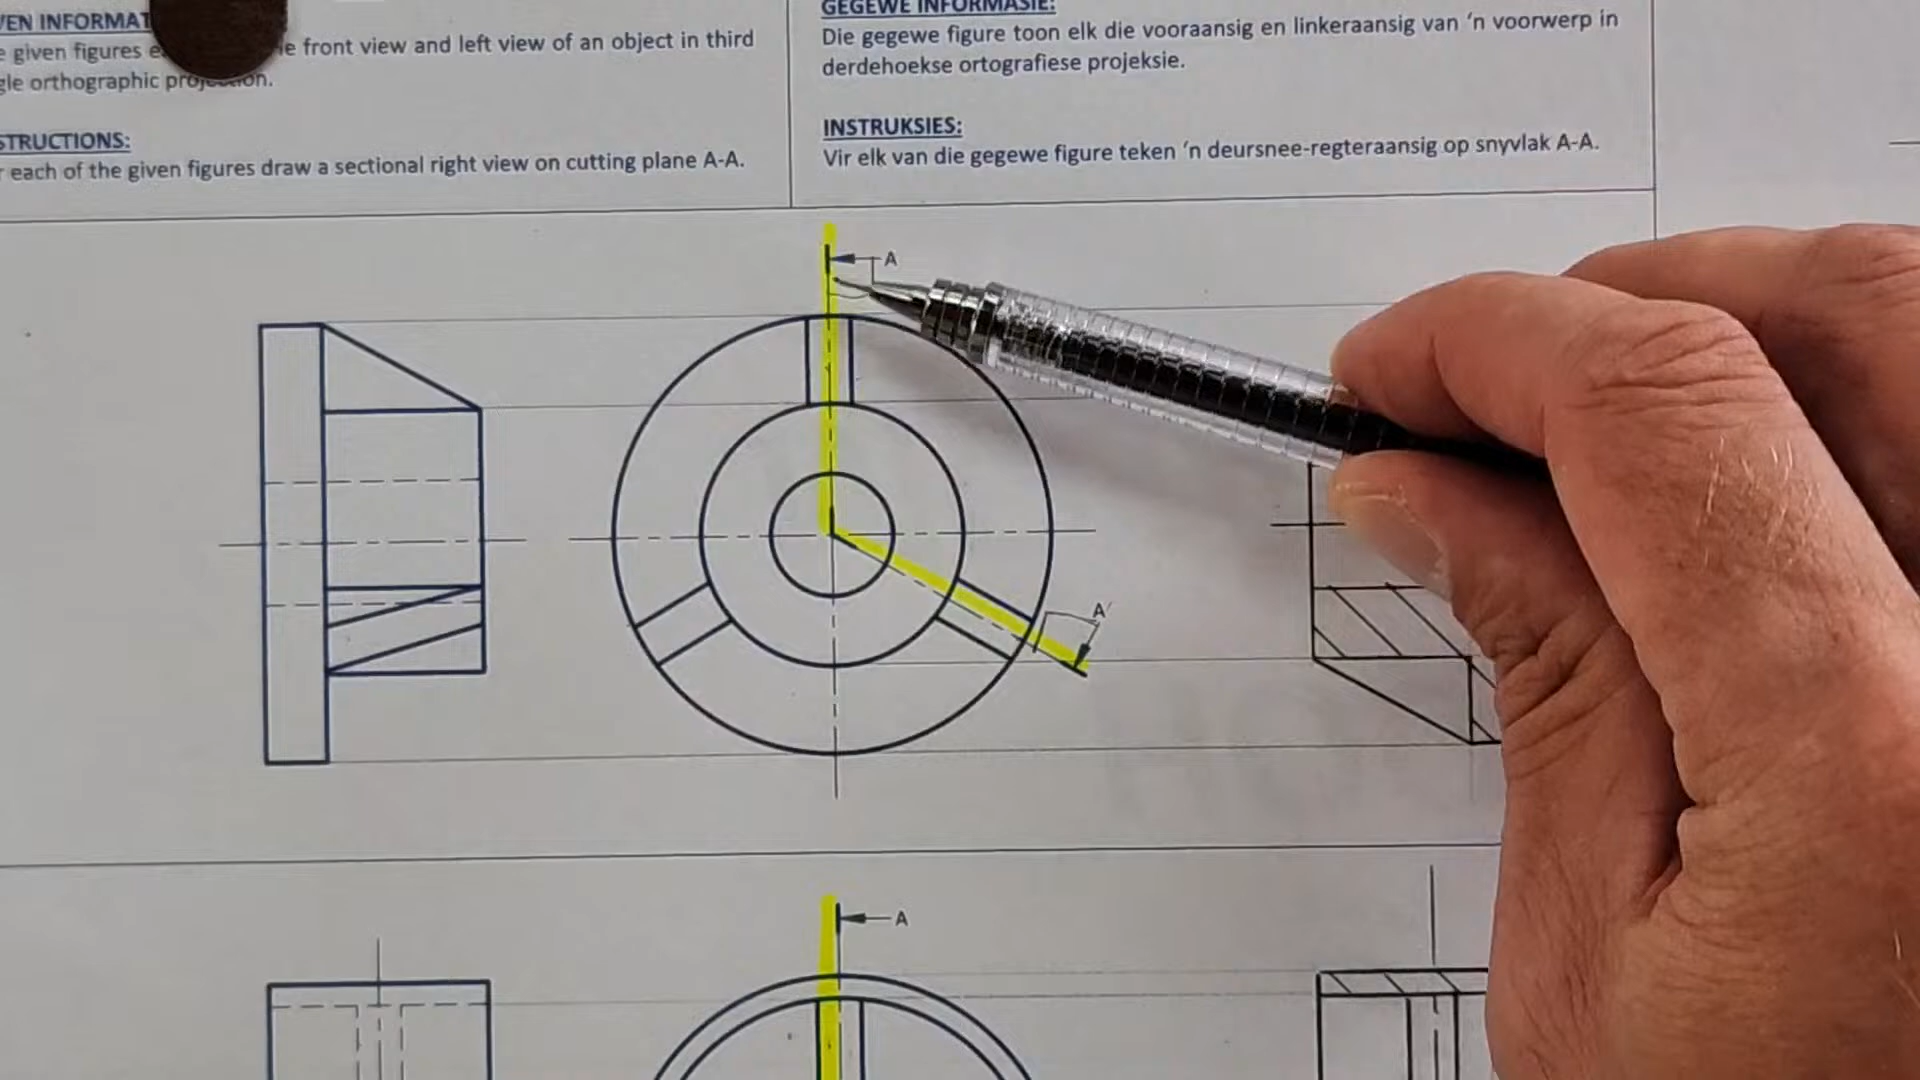 EN INFORMAT
given figures e
e front view and left view of an object in third
gle orthographic projection.
STRUCTIONS:
each of the given figures draw a sectional right view on cutting plane A-A.
GEGEWE INFORMASIE:
Die gegewe figure toon elk die vooraansig en linkeraansig van 'n voorwerp in
derdehoekse ortografiese projeksie.
INSTRUKSIES:
Vir elk van die gegewe figure teken 'n deursnee-regteraansig op snyvlak A-A.
A
A
A